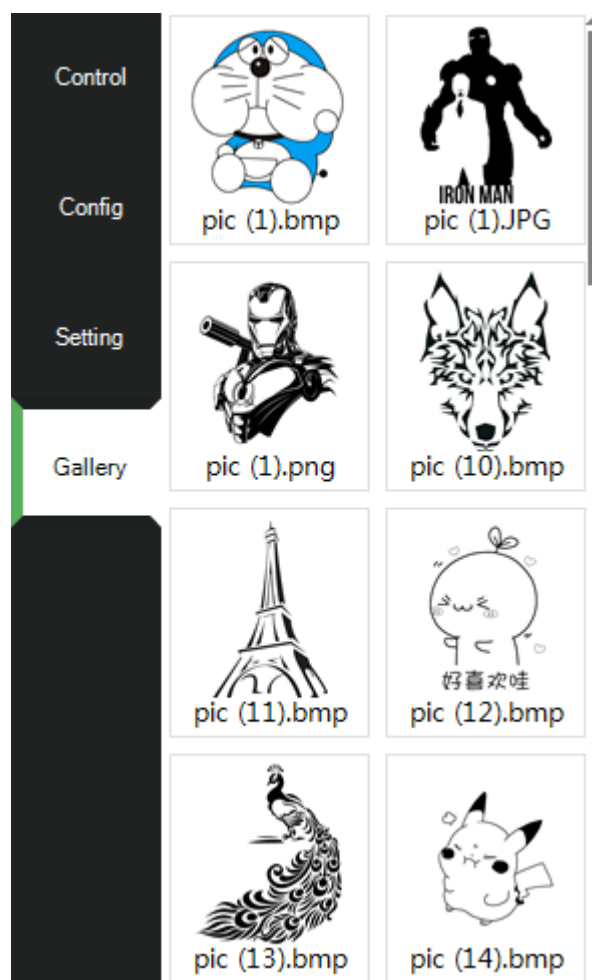 Control
Config
Setting
Gallery
IRON MAN
pic (1).bmp
pic (1).JPG
pic (1).png
pic (10).bmp
好喜欢哇
pic (11).bmp
pic (12).bmp
pic (13).bmp
pic (14).bmp